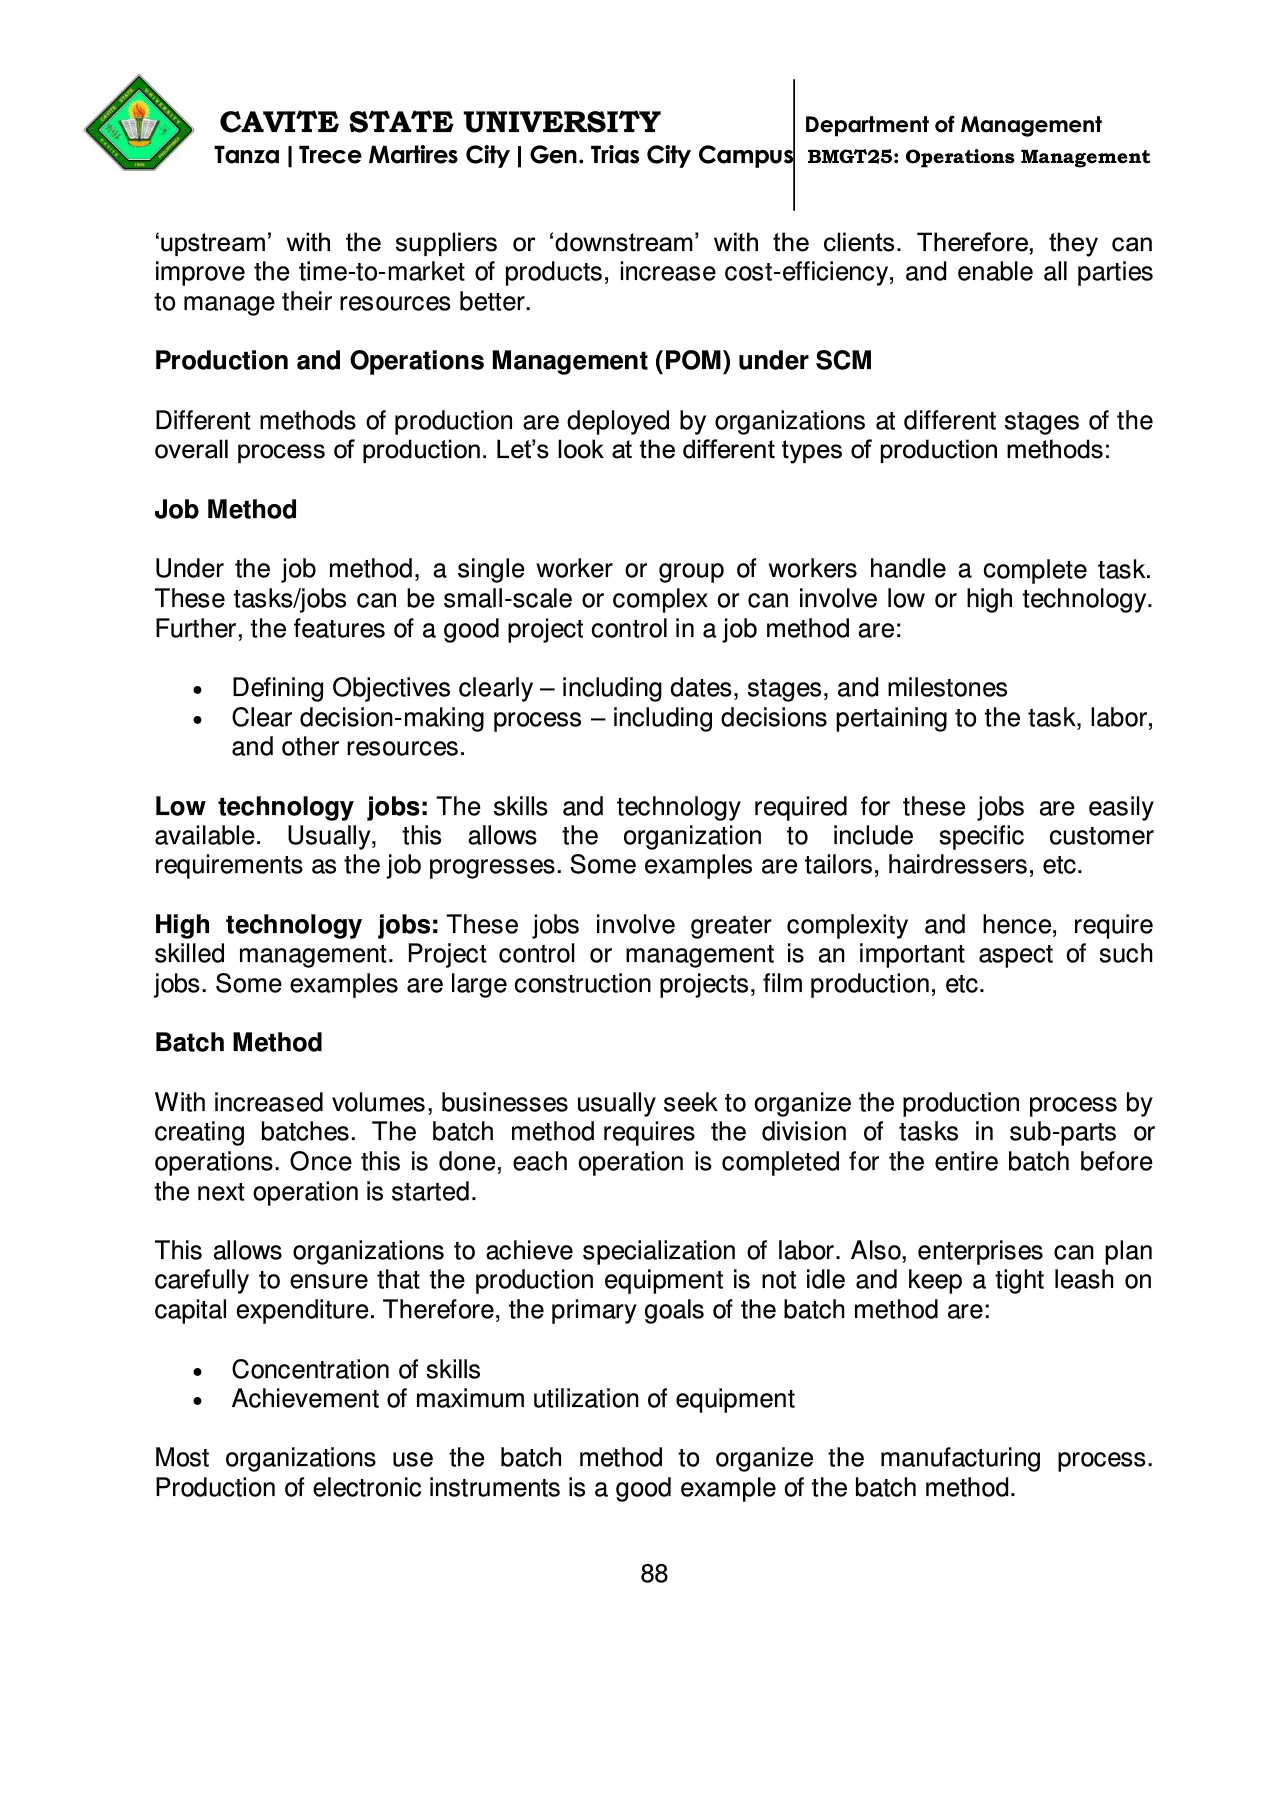 CAVITE STATE UNIVERSITY
Tanza | Trece Martires City | Gen. Trias City Campus
Department of Management
BMGT25: Operations Management
‘upstream’ with the suppliers or ‘downstream’ with the clients. Therefore, they can
improve the time-to-market of products, increase cost-efficiency, and enable all parties
to manage their resources better.
Production and Operations Management (POM) under SCM
Different methods of production are deployed by organizations at different stages of the
overall process of production. Let’s look at the different types of production methods:
Job Method
Under the job method, a single worker or group of workers handle a complete task.
These tasks/jobs can be small-scale or complex or can involve low or high technology.
Further, the features of a good project control in a job method are:
• Defining Objectives clearly – including dates, stages, and milestones
• Clear decision-making process – including decisions pertaining to the task, labor,
and other resources.
Low technology jobs: The skills and technology required for these jobs are easily
available. Usually, this allows the organization to include specific customer
requirements as the job progresses. Some examples are tailors, hairdressers, etc.
High technology jobs: These jobs involve greater complexity and hence, require
skilled management. Project control or management is an important aspect of such
jobs. Some examples are large construction projects, film production, etc.
Batch Method
With increased volumes, businesses usually seek to organize the production process by
creating batches. The batch method requires the division of tasks in sub-parts or
operations. Once this is done, each operation is completed for the entire batch before
the next operation is started.
This allows organizations to achieve specialization of labor. Also, enterprises can plan
carefully to ensure that the production equipment is not idle and keep a tight leash on
capital expenditure. Therefore, the primary goals of the batch method are:
• Concentration of skills
• Achievement of maximum utilization of equipment
Most organizations use the batch method to organize the manufacturing process.
Production of electronic instruments is a good example of the batch method.
88